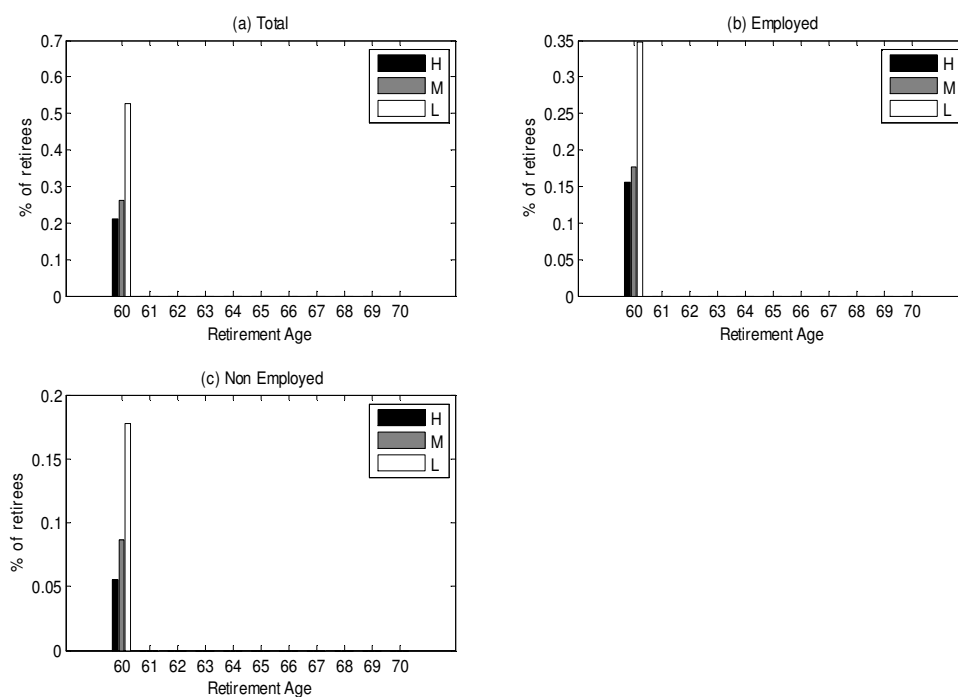 (a) Total
0.7
0.6
0.5
0.4
0.3
0.2
0.1
0
% of retirees
H
M
L
60 61 62 63 64 65 66 67 68 69 70
Retirement Age
(b) Employed
0.35
0.3
0.25
0.2
0.15
0.1
0.05
0
% of retirees
H
M
L
60 61 62 63 64 65 66 67 68 69 70
Retirement Age
(c) Non Employed
0.2
0.15
0.1
0.05
0
% of retirees
H
M
L
60 61 62 63 64 65 66 67 68 69 70
Retirement Age